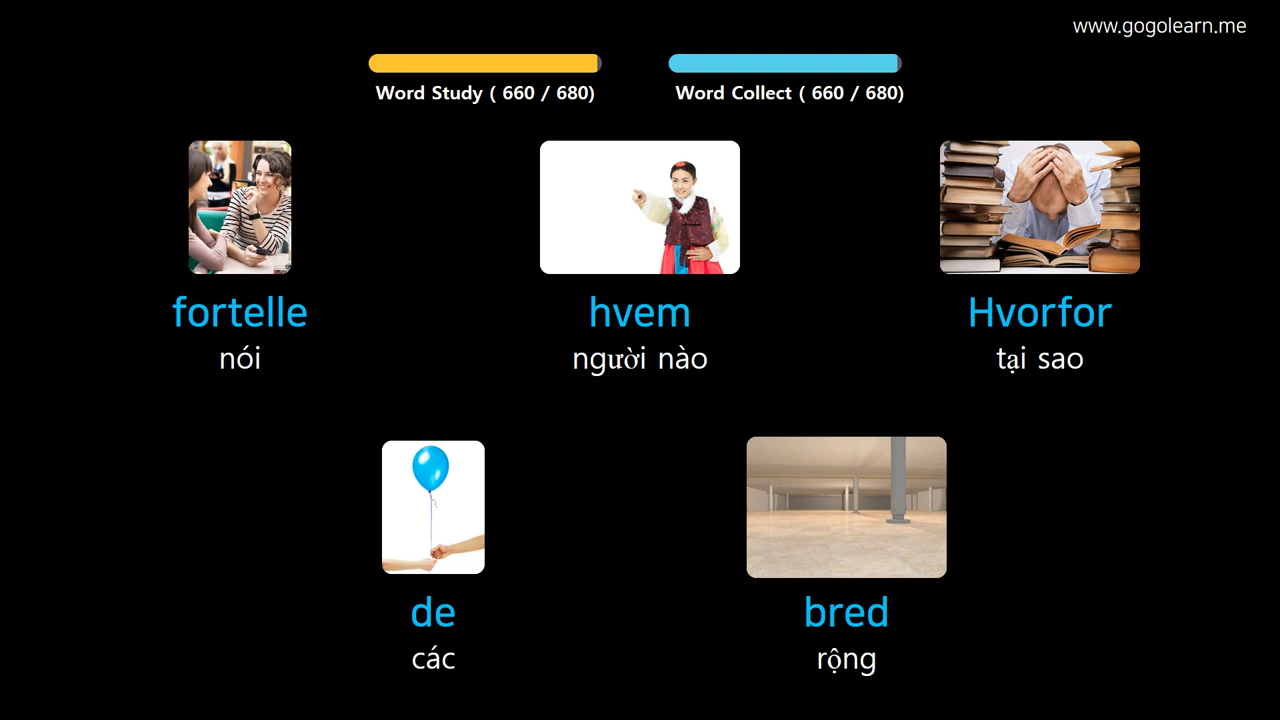 www.gogolearn.me
Word Study ( 660 / 680)
Word Collect ( 660 / 680)
fortelle
nói
hvem
người nào
Hvorfor
tại sao
de
các
bred
rộng